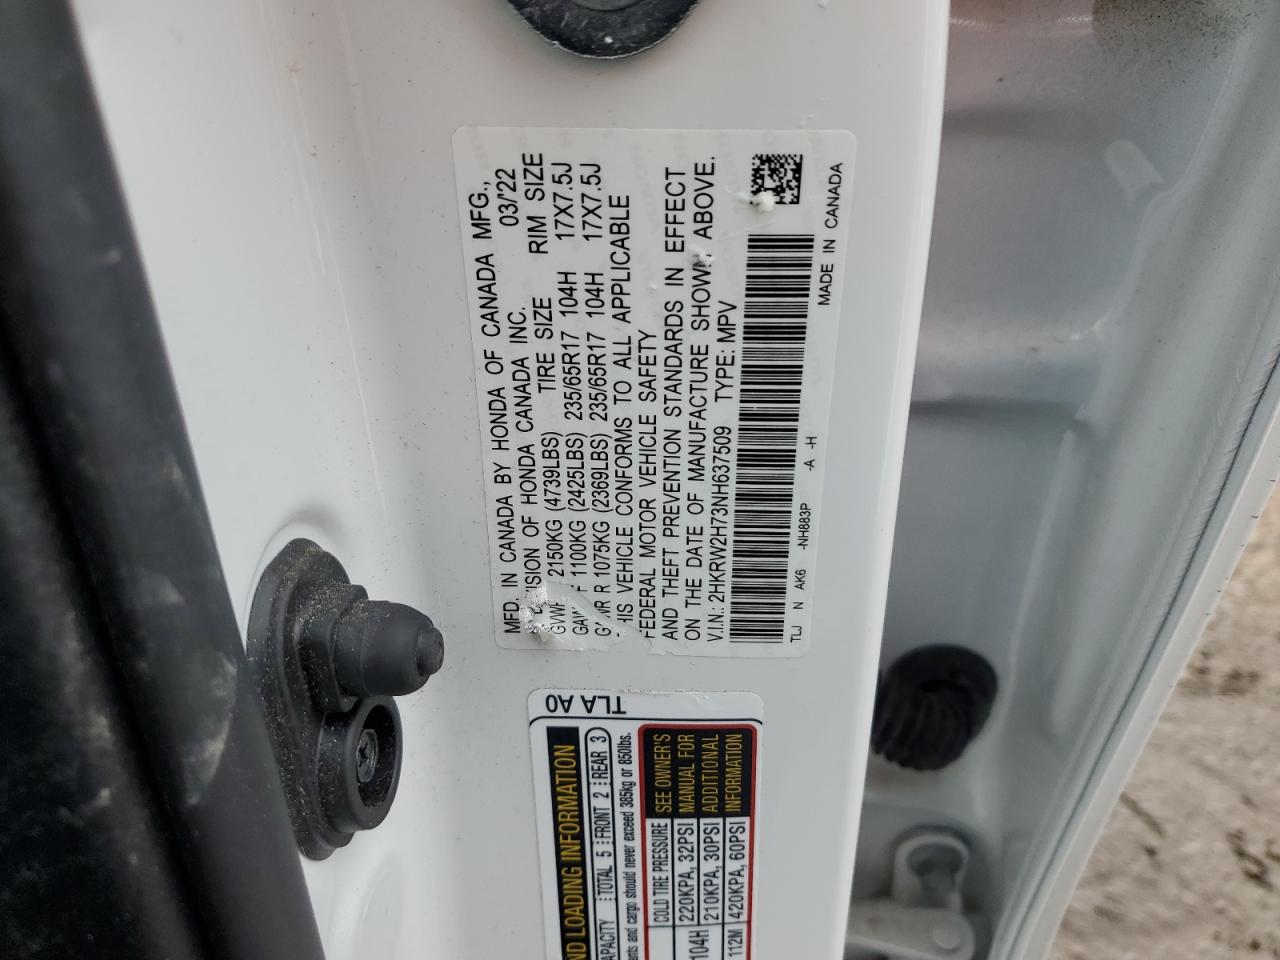 MFD. IN CANADA BY HONDA OF CANADA MFG.,
OF HONDA CANADA INC. 03/22
2150KG (4739LBS) TIRE SIZE RIM SIZE
1100KG (2425LBS) 235/65R17 104H 17X7.5J
R 1075KG (2369LBS) 235/65R17 104H 17X7.5J
VEHICLE CONFORMS TO ALL APPLICABLE
FEDERAL MOTOR VEHICLE SAFETY
AND THEFT PREVENTION STANDARDS IN EFFECT
ON THE DATE OF MANUFACTURE SHOWN ABOVE.
V.I.N.: 2HKRW2H73NH637509 TYPE: MPV
TLJ N AK6 -NH883P -A -H MADE IN CANADA
TLA A0
LOADING INFORMATION
TOTAL 5 FRONT 2 REAR 3
and cargo should never exceed 385kg or 850lbs.
COLD TIRE PRESSURE SEE OWNER'S
104H 220KPA, 32PSI MANUAL FOR
210KPA, 30PSI ADDITIONAL
112M 420KPA, 60PSI INFORMATION